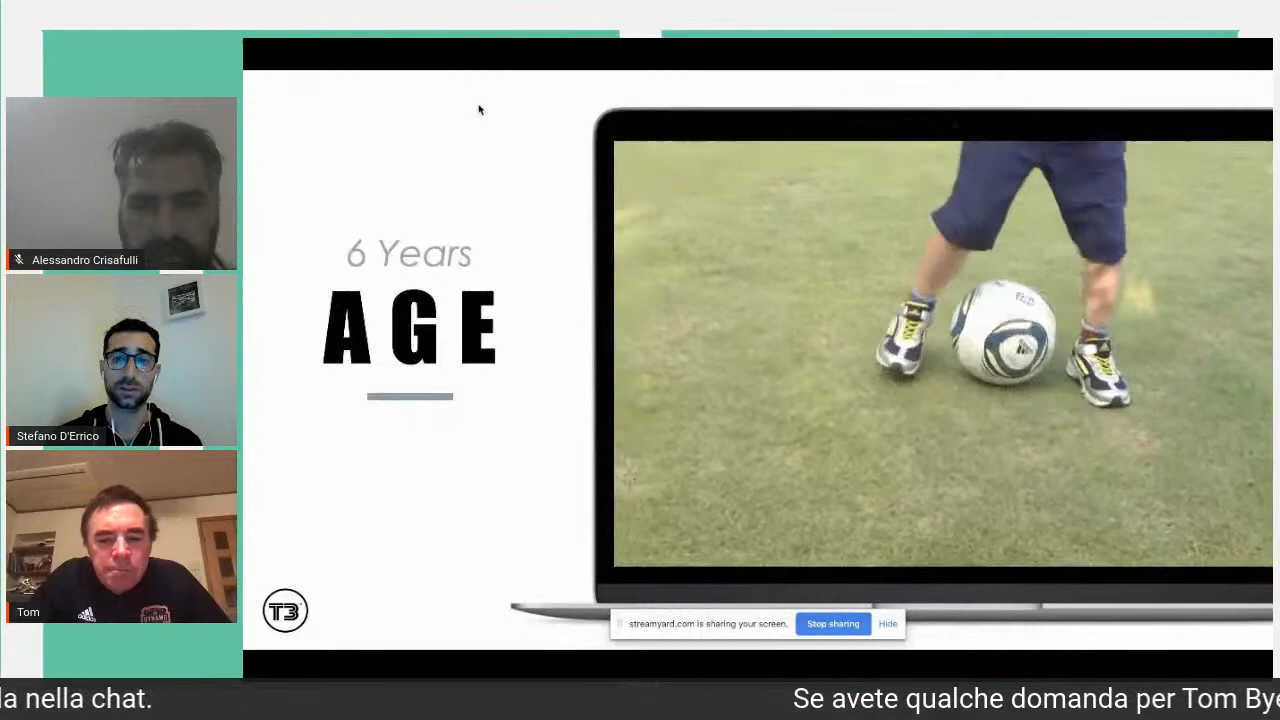 Alessandro Crisafulli
Stefano D'Errico
Tom
6 Years
AGE
T3
streamyard.com is sharing your screen.
Stop sharing
Hide
la nella chat.
Se avete qualche domanda per Tom Bye